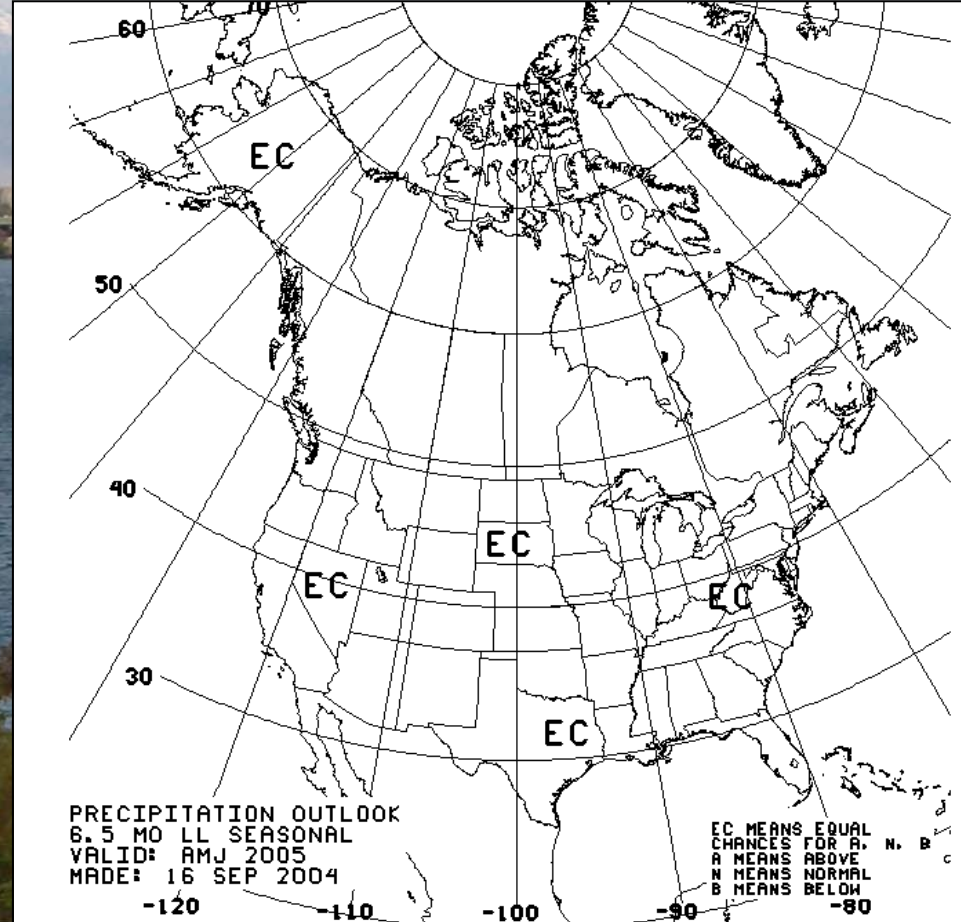 70
60
EC
50
40
EC
EC
EC
30
EC
PRECIPITATION OUTLOOK
6.5 MO LL SEASONAL
VALID: AMJ 2005
MADE: 16 SEP 2004
EC MEANS EQUAL
CHANCES FOR A, N, B
A MEANS ABOVE
N MEANS NORMAL
B MEANS BELOW
-120
-110
-100
-90
-80